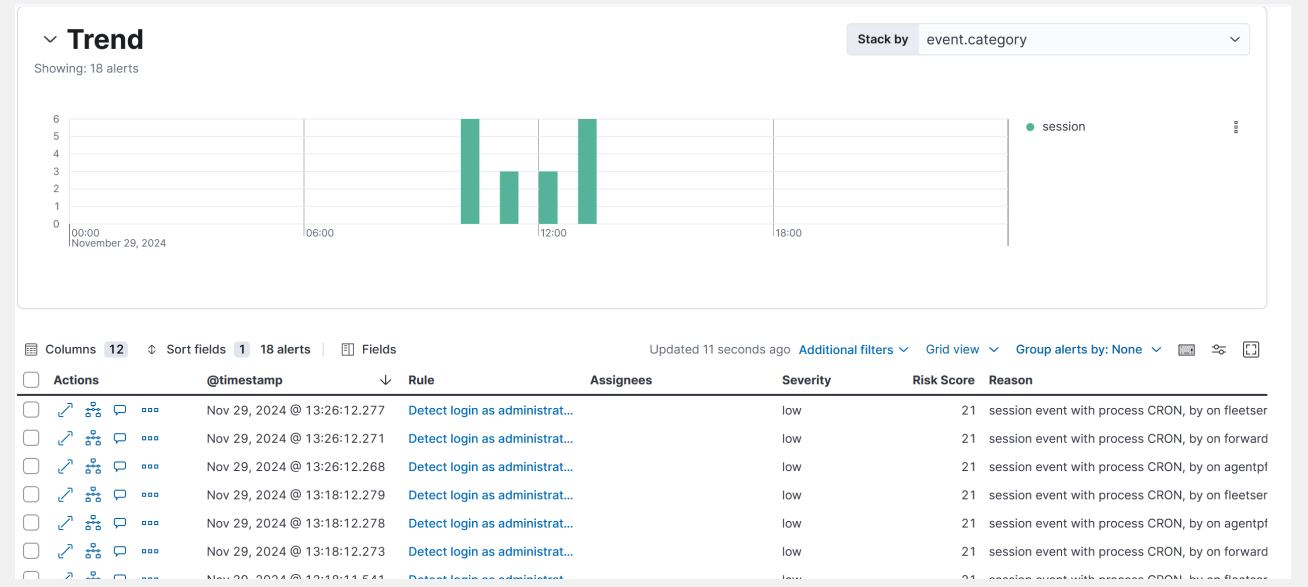 Trend
Stack by event.category
Showing: 18 alerts
6
5
4
3
2
1
0
session
00:00 06:00 12:00 18:00
November 29, 2024
Columns 12 Sort fields 1 18 alerts Fields Updated 11 seconds ago Additional filters Grid view Group alerts by: None
Actions @timestamp Rule Assignees Severity Risk Score Reason
Nov 29, 2024 @ 13:26:12.277 Detect login as administrat... low 21 session event with process CRON, by on fleetser
Nov 29, 2024 @ 13:26:12.271 Detect login as administrat... low 21 session event with process CRON, by on forward
Nov 29, 2024 @ 13:26:12.268 Detect login as administrat... low 21 session event with process CRON, by on agentpf
Nov 29, 2024 @ 13:18:12.279 Detect login as administrat... low 21 session event with process CRON, by on fleetser
Nov 29, 2024 @ 13:18:12.278 Detect login as administrat... low 21 session event with process CRON, by on agentpf
Nov 29, 2024 @ 13:18:12.273 Detect login as administrat... low 21 session event with process CRON, by on forward